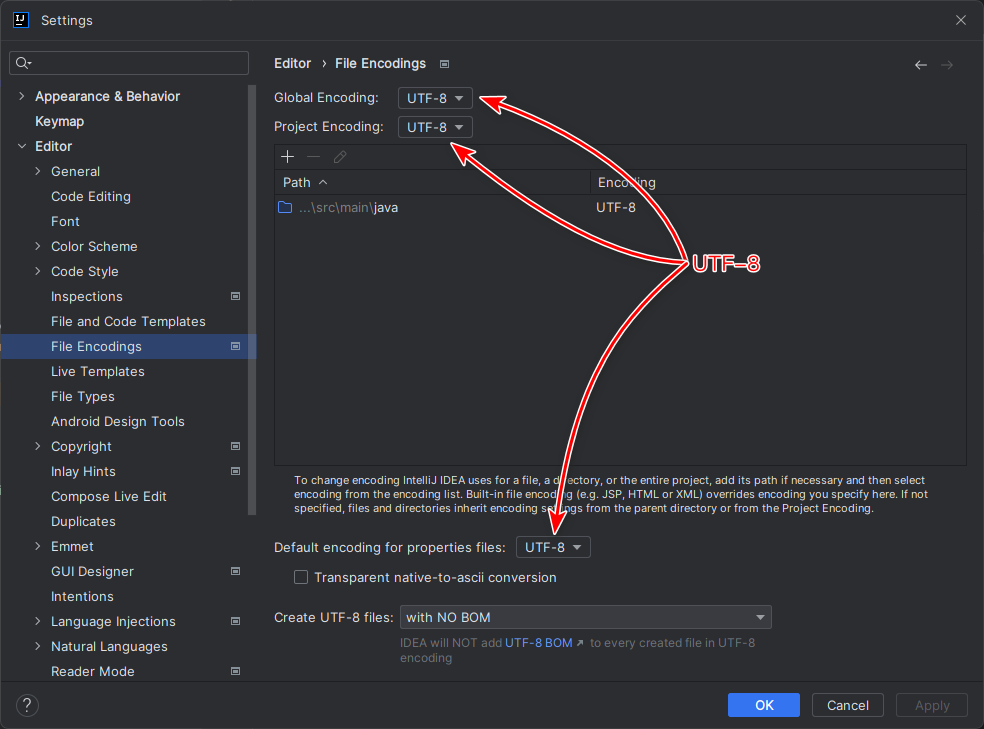 Settings
Editor › File Encodings
Global Encoding: UTF-8
Project Encoding: UTF-8
Path Encoding
...\src\main\java UTF-8
UTF-8
To change encoding IntelliJ IDEA uses for a file, a directory, or the entire project, add its path if necessary and then select
encoding from the encoding list. Built-in file encoding (e.g. JSP, HTML or XML) overrides encoding you specify here. If not
specified, files and directories inherit encoding settings from the parent directory or from the Project Encoding.
Default encoding for properties files: UTF-8
Transparent native-to-ascii conversion
Create UTF-8 files: with NO BOM
IDEA will NOT add UTF-8 BOM ↗ to every created file in UTF-8
encoding
Appearance & Behavior
Keymap
Editor
General
Code Editing
Font
Color Scheme
Code Style
Inspections
File and Code Templates
File Encodings
Live Templates
File Types
Android Design Tools
Copyright
Inlay Hints
Compose Live Edit
Duplicates
Emmet
GUI Designer
Intentions
Language Injections
Natural Languages
Reader Mode
? OK Cancel Apply